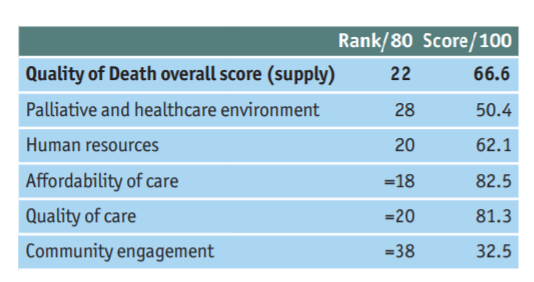 Rank/80 Score/100
Quality of Death overall score (supply) 22 66.6
Palliative and healthcare environment 28 50.4
Human resources 20 62.1
Affordability of care =18 82.5
Quality of care =20 81.3
Community engagement =38 32.5